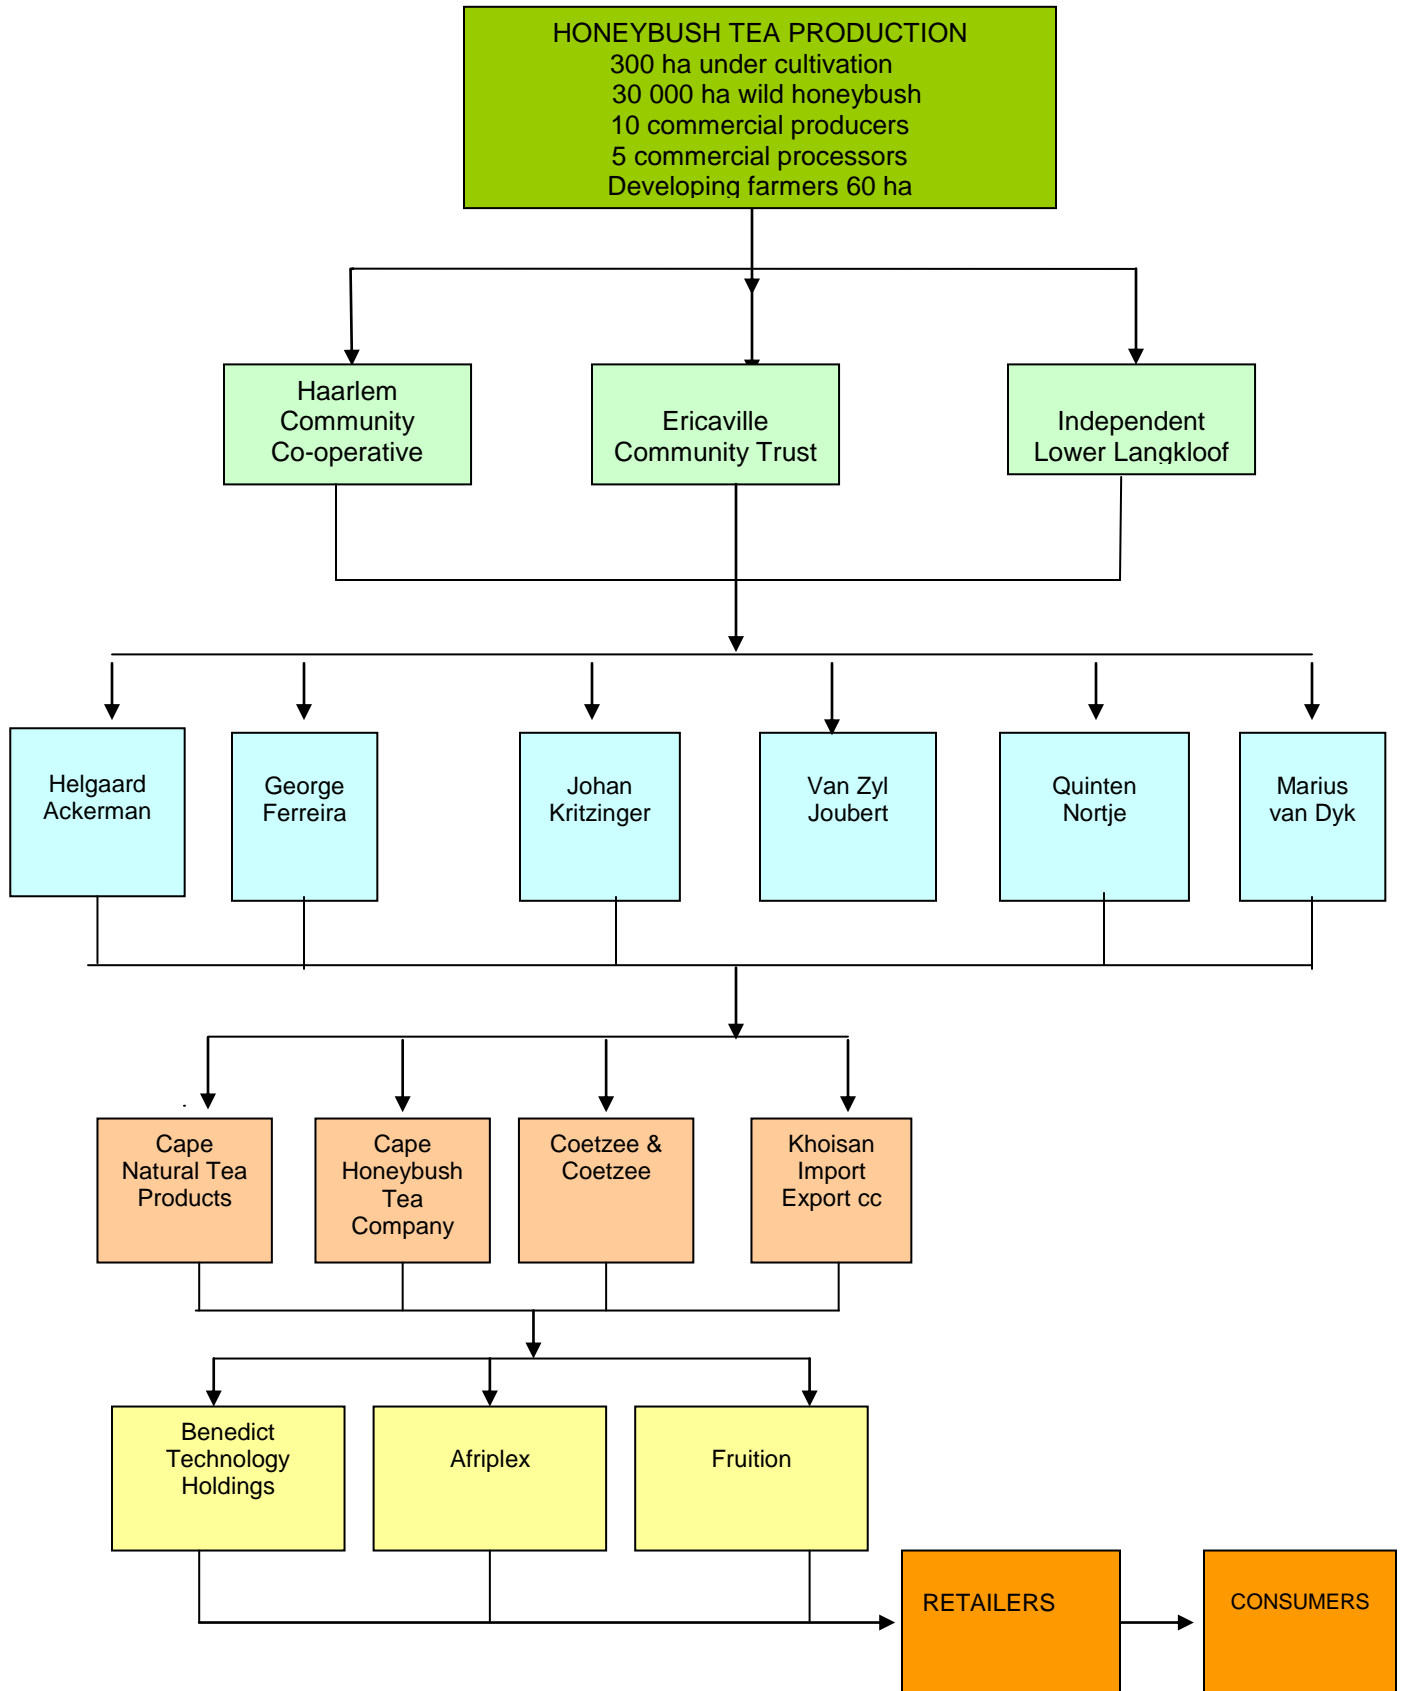 HONEYBUSH TEA PRODUCTION
300 ha under cultivation
30 000 ha wild honeybush
10 commercial producers
5 commercial processors
Developing farmers 60 ha
Haarlem
Community
Co-operative
Ericaville
Community Trust
Independent
Lower Langkloof
Helgaard
Ackerman
George
Ferreira
Johan
Kritzinger
Van Zyl
Joubert
Quinten
Nortje
Marius
van Dyk
Cape
Natural Tea
Products
Cape
Honeybush
Tea
Company
Coetzee &
Coetzee
Khoisan
Import
Export cc
Benedict
Technology
Holdings
Afriplex
Fruition
RETAILERS
CONSUMERS